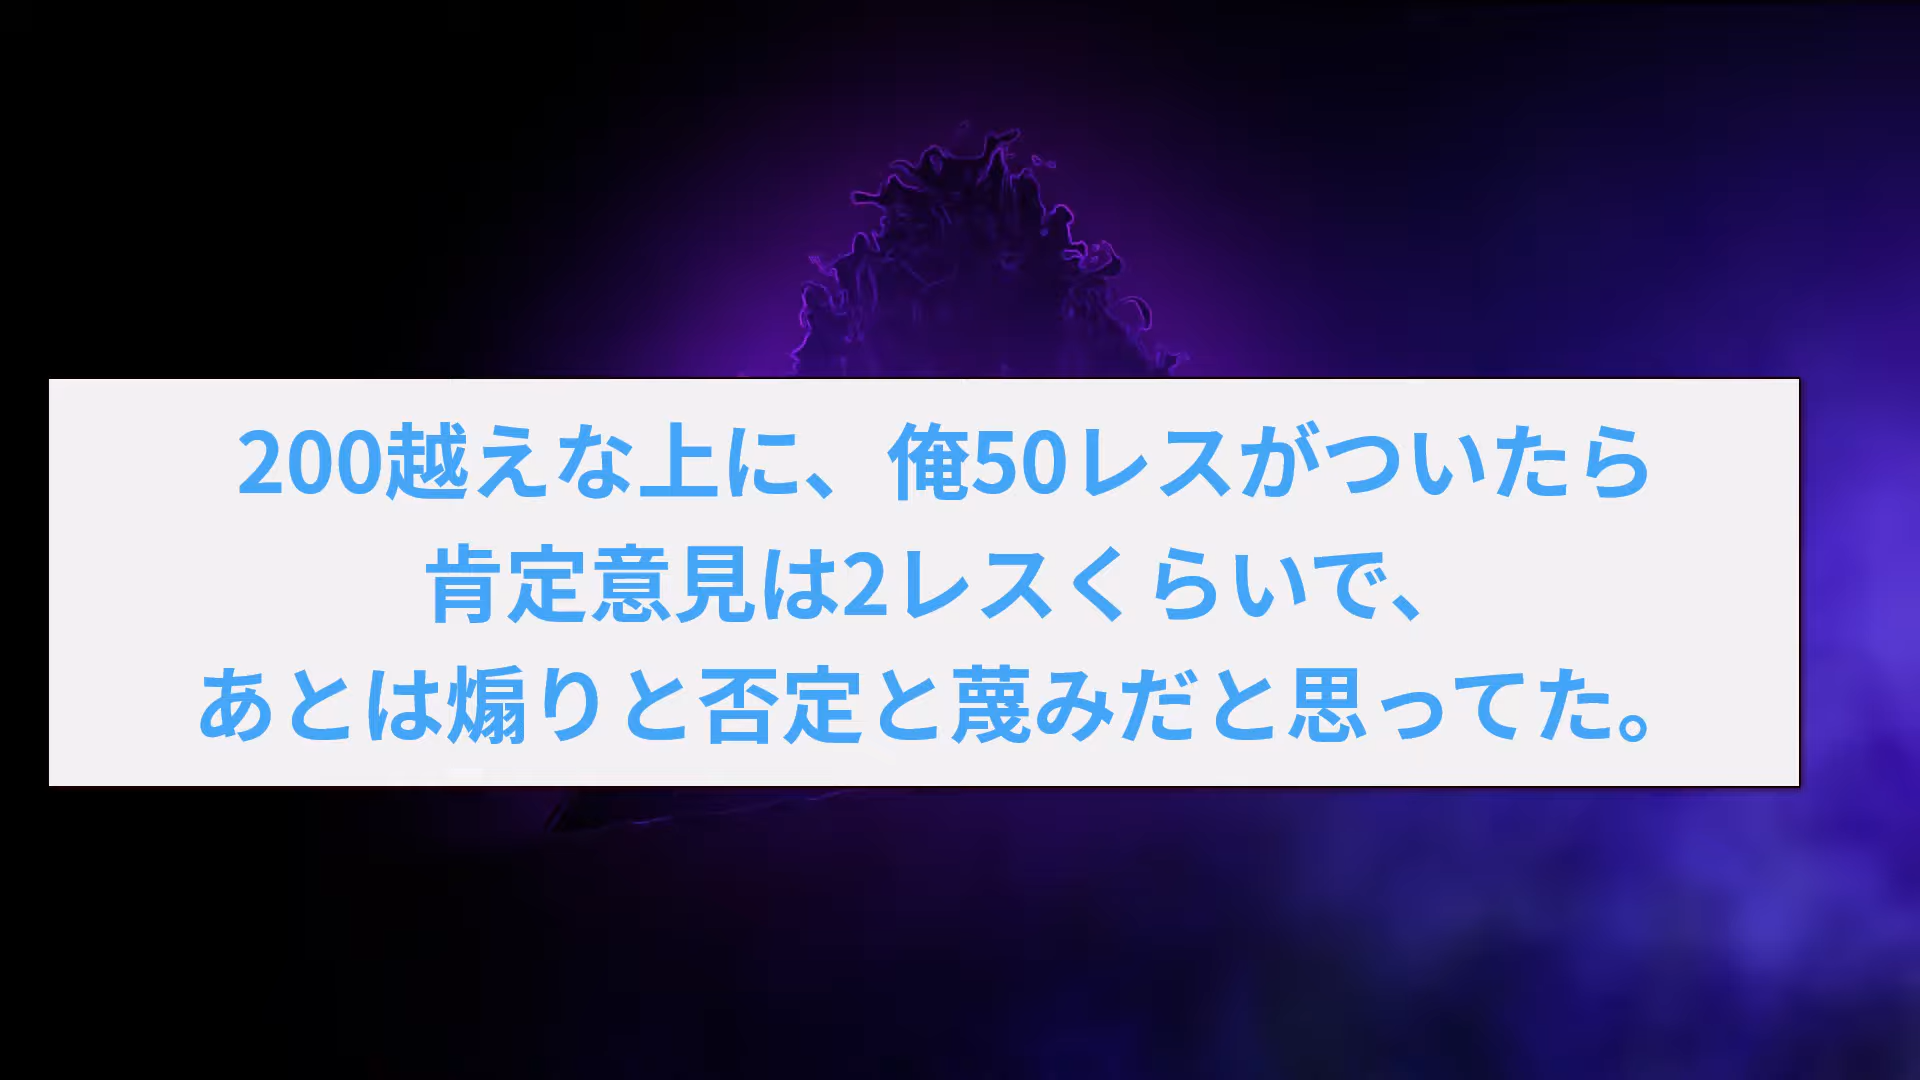 200越えな上に、俺50レスがついたら
肯定意見は2レスくらいで、
あとは煽りと否定と蔑みだと思ってた。